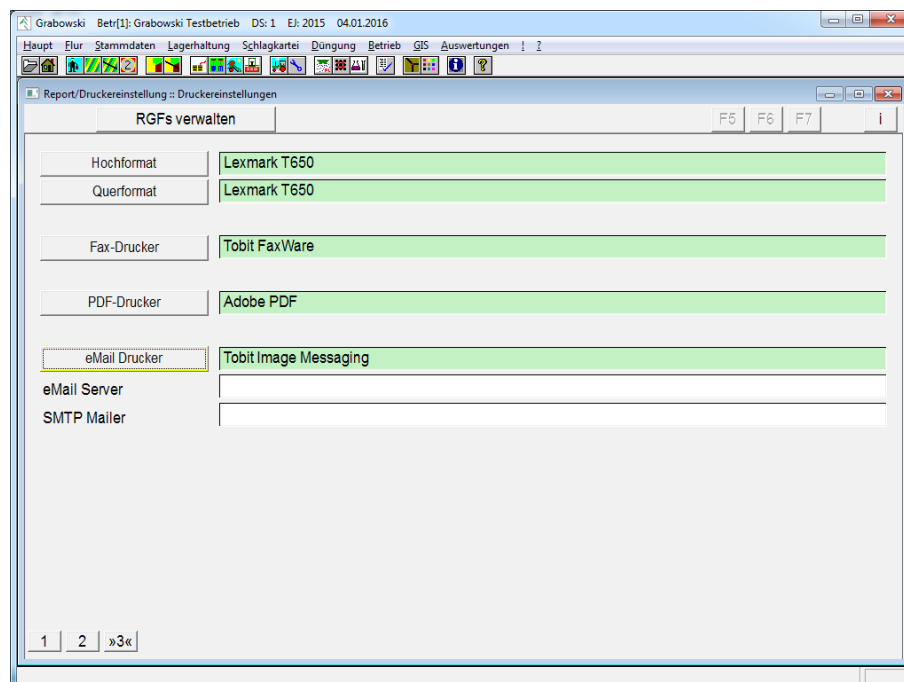 Grabowski Betr[1]: Grabowski Testbetrieb DS: 1 EJ: 2015 04.01.2016
Haupt Flur Stammdaten Lagerhaltung Schlagkartei Düngung Betrieb GIS Auswertungen ! ?
Report/Druckereinstellung :: Druckereinstellungen
RGFs verwalten F5 F6 F7 i
Hochformat Lexmark T650
Querformat Lexmark T650
Fax-Drucker Tobit FaxWare
PDF-Drucker Adobe PDF
eMail Drucker Tobit Image Messaging
eMail Server
SMTP Mailer
1 2 »3«